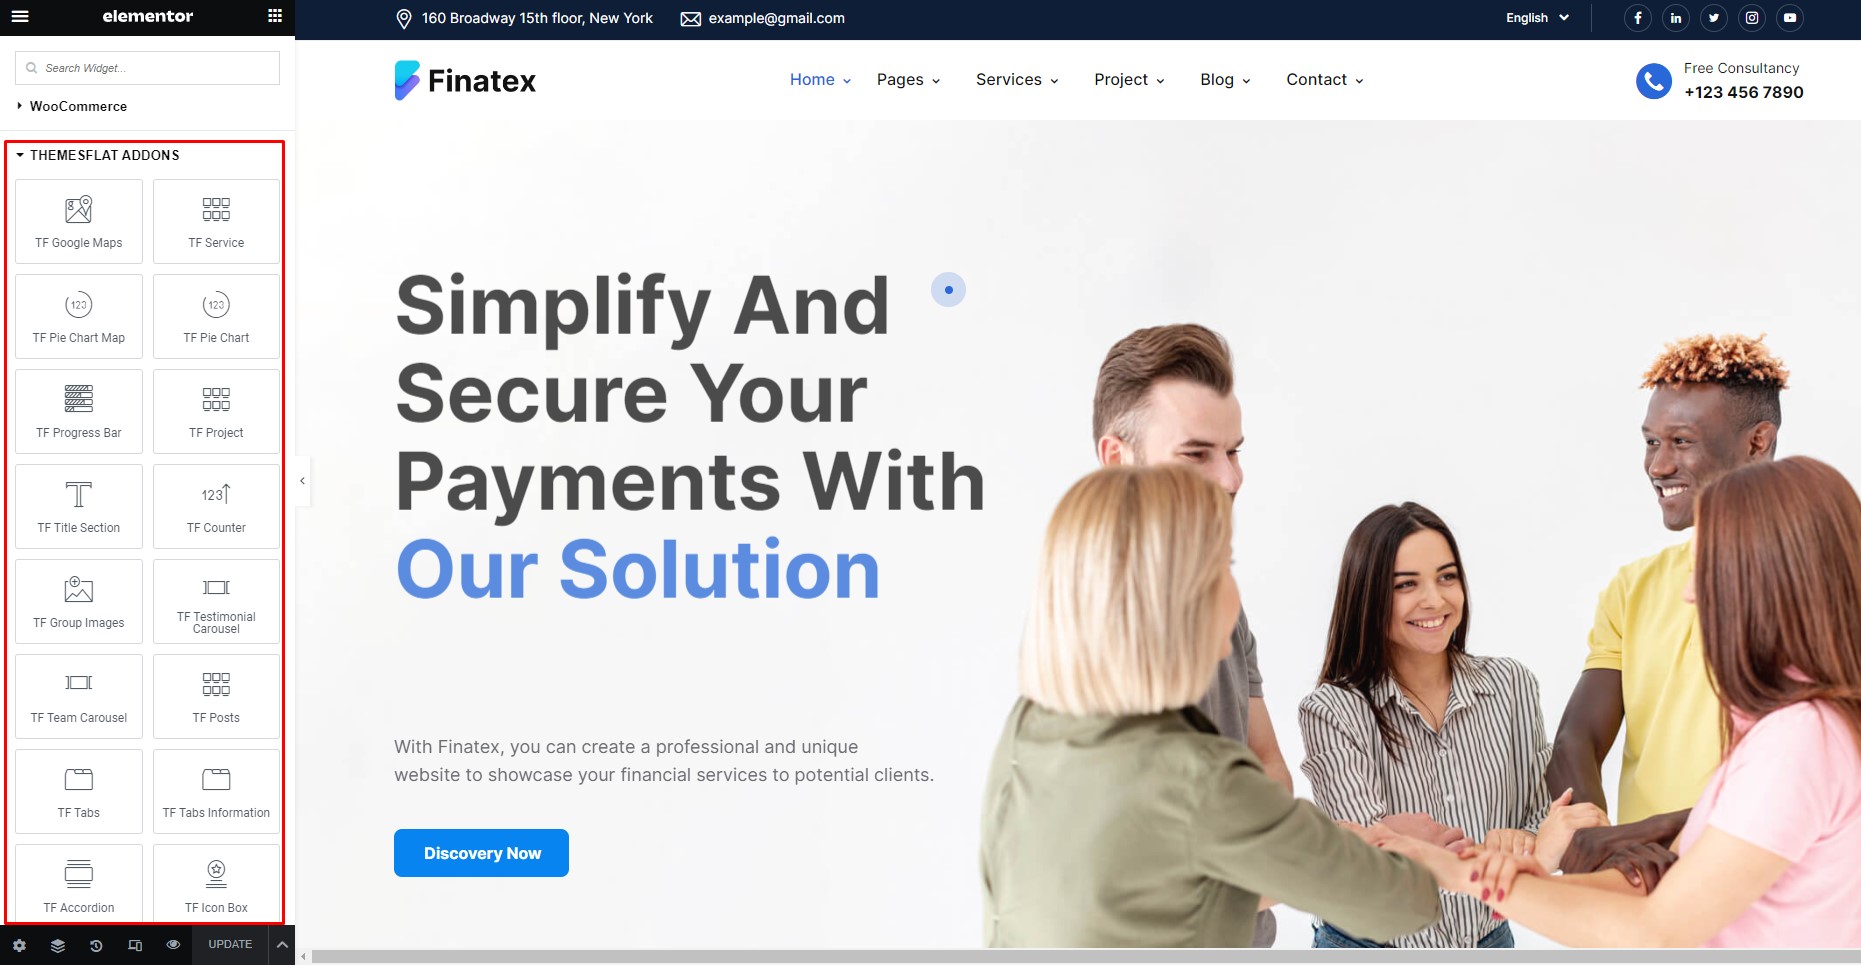 elementor
Search Widget...
WooCommerce
THEMESFLAT ADDONS
TF Google Maps
TF Service
123
TF Pie Chart Map
123
TF Pie Chart
TF Progress Bar
TF Project
TF Title Section
123
TF Counter
TF Group Images
TF Testimonial
Carousel
TF Team Carousel
TF Posts
TF Tabs
TF Tabs Information
TF Accordion
TF Icon Box
UPDATE
160 Broadway 15th floor, New York
example@gmail.com
English
Finatex
Home
Pages
Services
Project
Blog
Contact
Free Consultancy
+123 456 7890
Simplify And
Secure Your
Payments With
Our Solution
With Finatex, you can create a professional and unique
website to showcase your financial services to potential clients.
Discovery Now